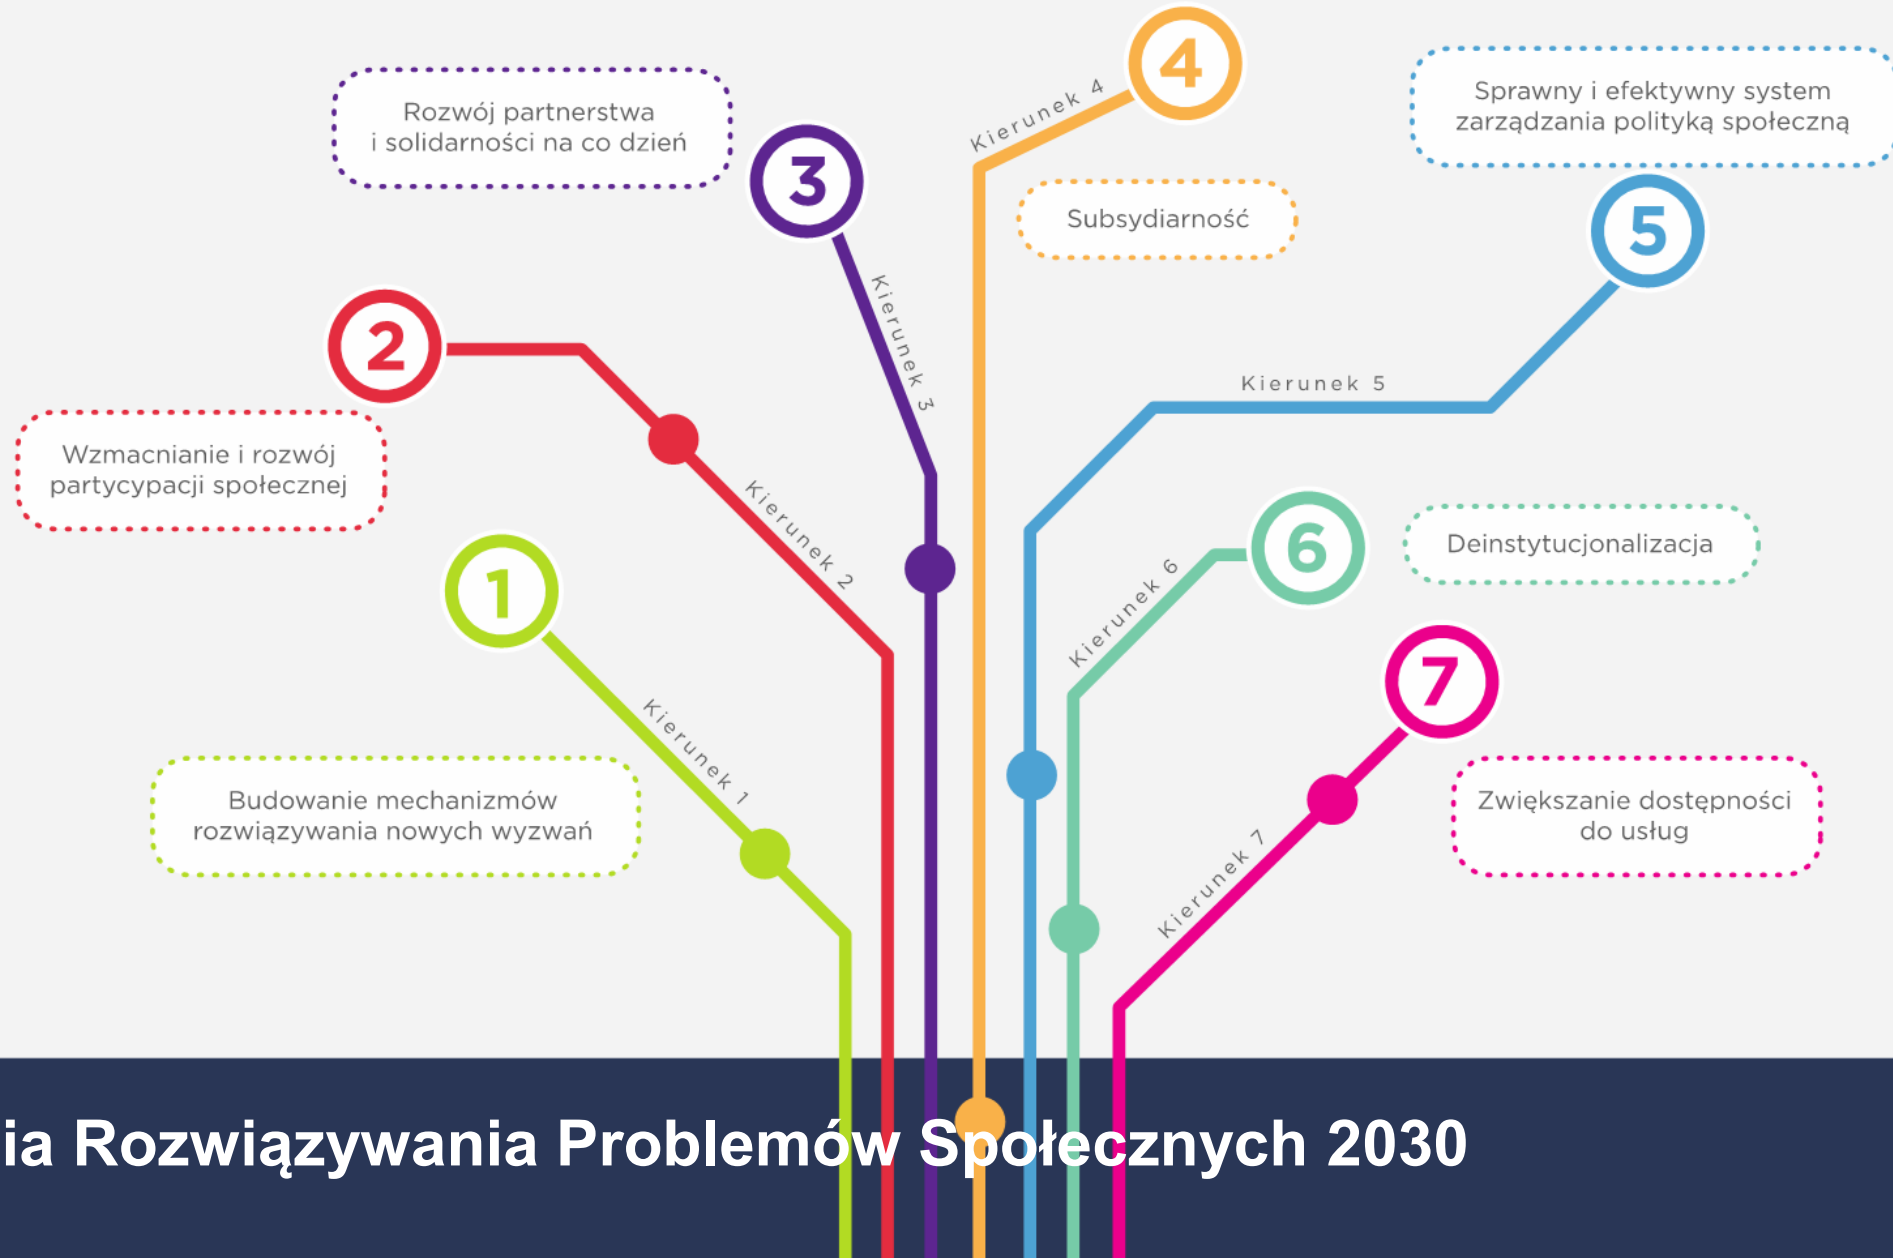 4
Kierunek 4
Rozwój partnerstwa
i solidarności na co dzień
Sprawny i efektywny system
zarządzania polityką społeczną
3
Kierunek 3
Subsydiarność
5
Kierunek 5
2
Kierunek 2
Wzmacnianie i rozwój
partycypacji społecznej
6
Kierunek 6
Deinstytucjonalizacja
1
Kierunek 1
7
Kierunek 7
Budowanie mechanizmów
rozwiązywania nowych wyzwań
Zwiększanie dostępności
do usług
ia Rozwiązywania Problemów Społecznych 2030